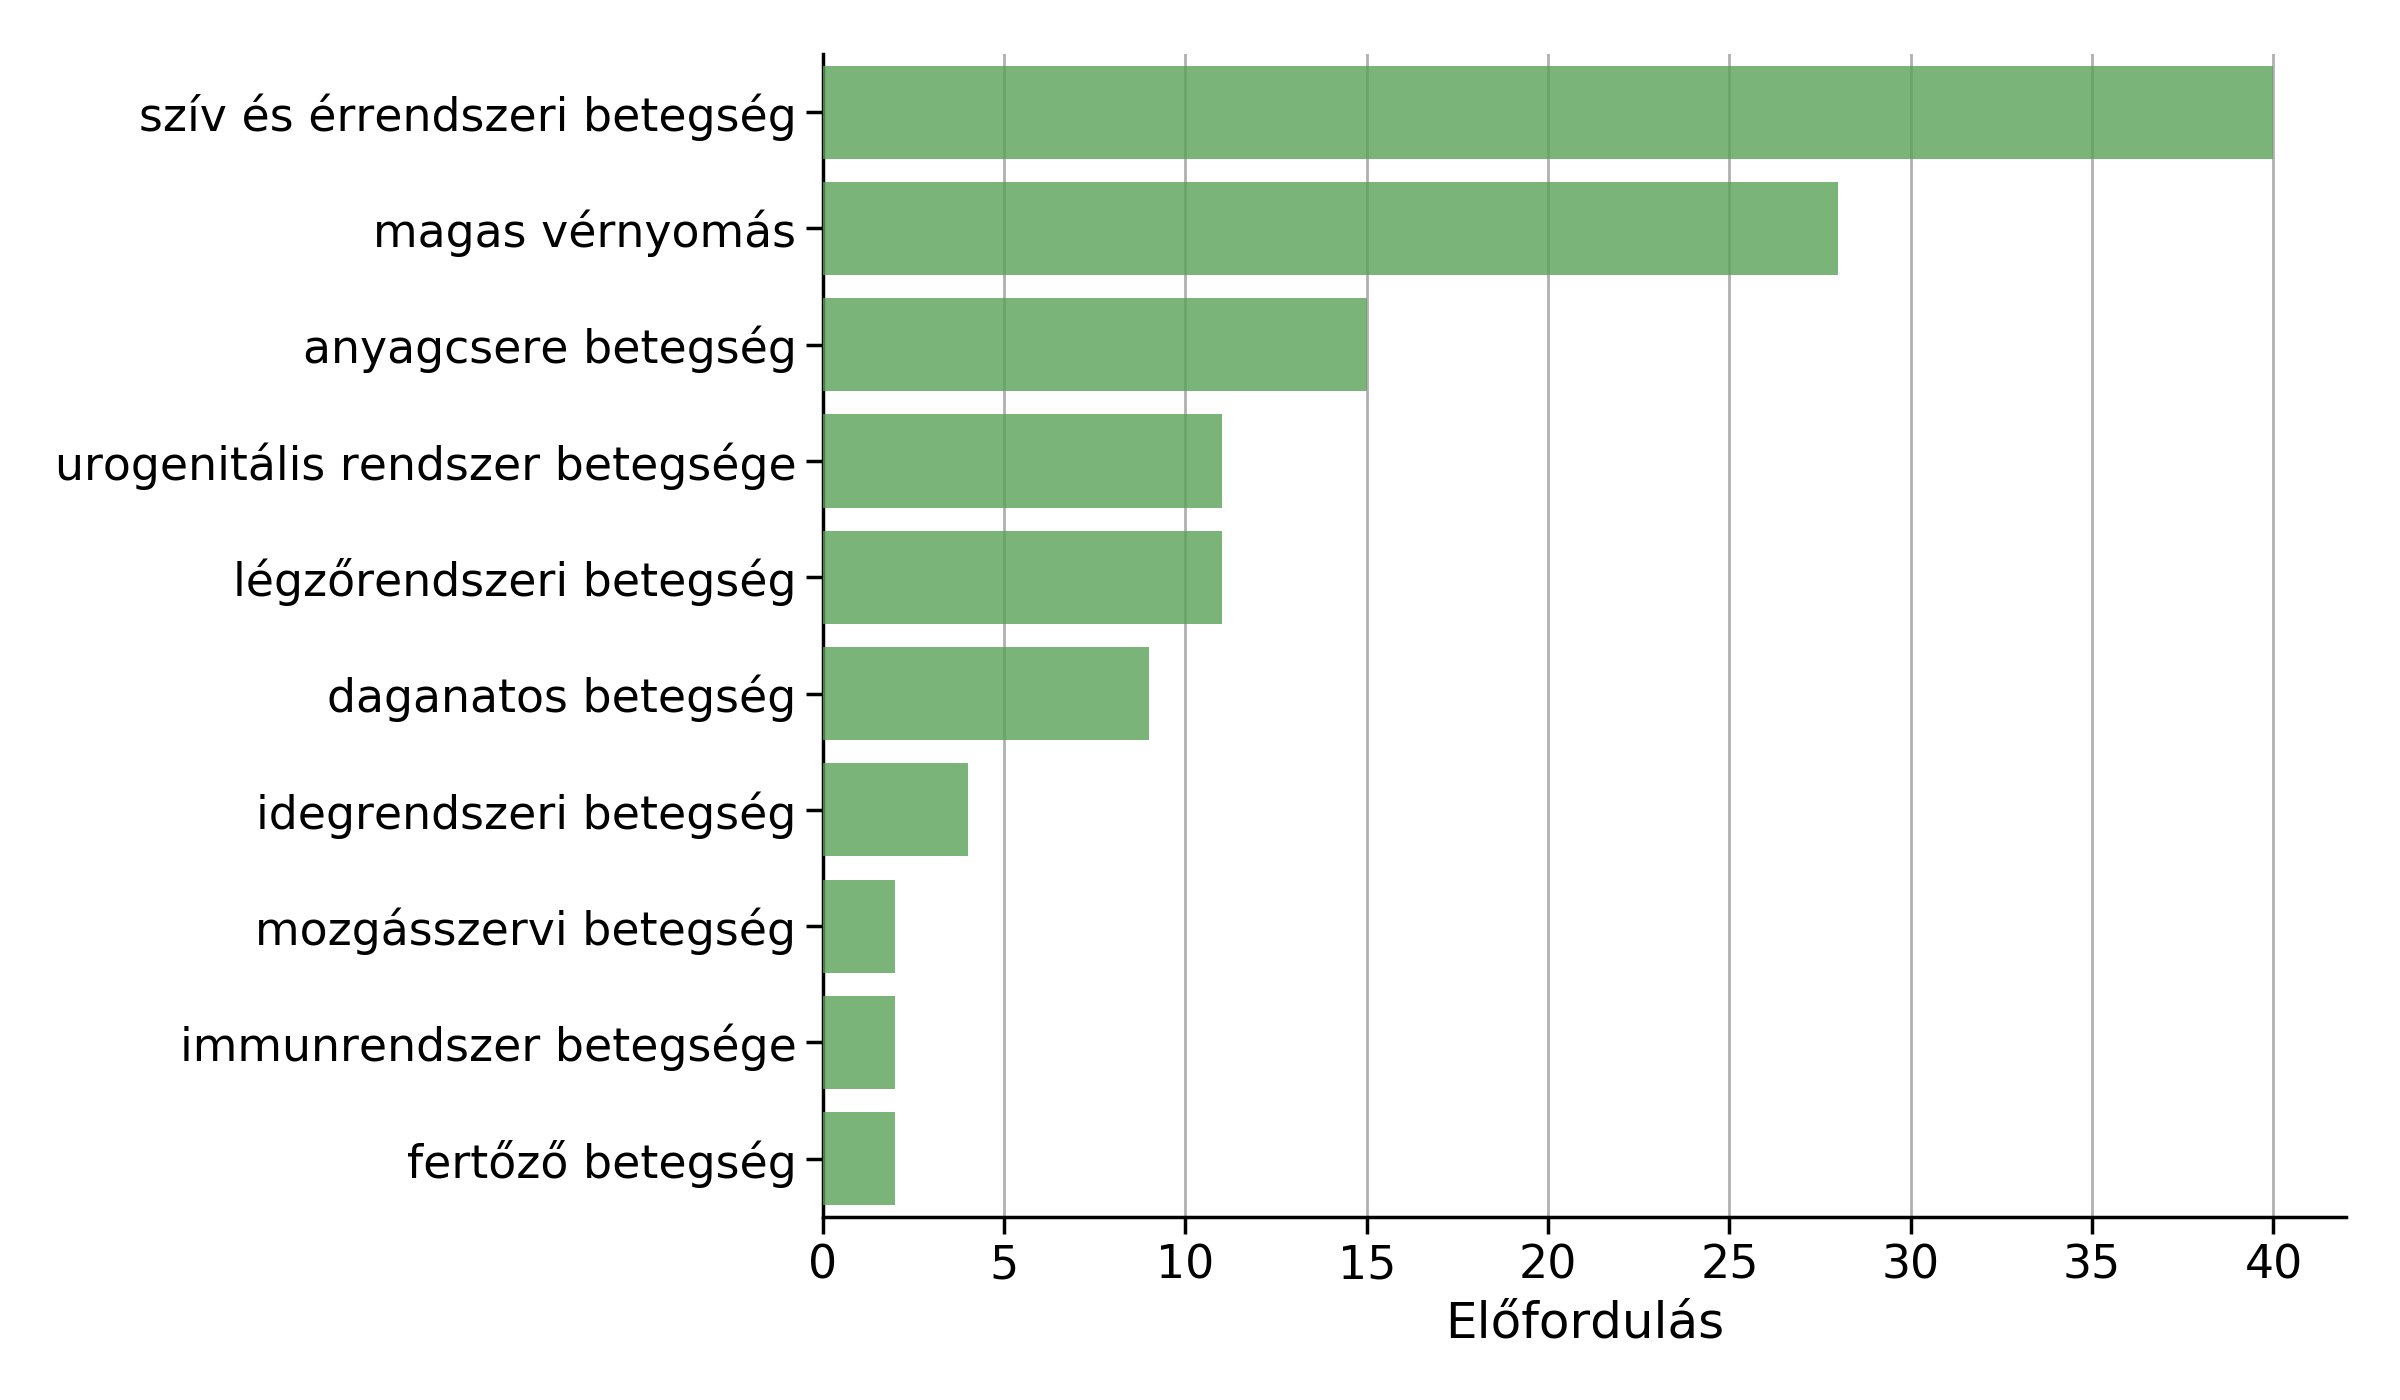 szív és érrendszeri betegség
magas vérnyomás
anyagcsere betegség
urogenitális rendszer betegsége
légzőrendszeri betegség
daganatos betegség
idegrendszeri betegség
mozgásszervi betegség
immunrendszer betegsége
fertőző betegség
0 5 10 15 20 25 30 35 40
Előfordulás